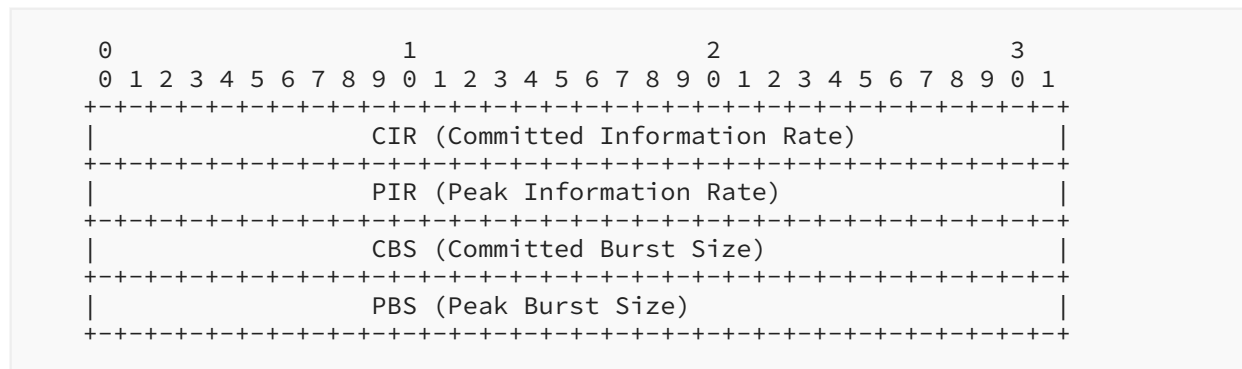 0                   1                   2                   3
 0 1 2 3 4 5 6 7 8 9 0 1 2 3 4 5 6 7 8 9 0 1 2 3 4 5 6 7 8 9 0 1
+-+-+-+-+-+-+-+-+-+-+-+-+-+-+-+-+-+-+-+-+-+-+-+-+-+-+-+-+-+-+-+-+
|                  CIR (Committed Information Rate)             |
+-+-+-+-+-+-+-+-+-+-+-+-+-+-+-+-+-+-+-+-+-+-+-+-+-+-+-+-+-+-+-+-+
|                  PIR (Peak Information Rate)                  |
+-+-+-+-+-+-+-+-+-+-+-+-+-+-+-+-+-+-+-+-+-+-+-+-+-+-+-+-+-+-+-+-+
|                  CBS (Committed Burst Size)                   |
+-+-+-+-+-+-+-+-+-+-+-+-+-+-+-+-+-+-+-+-+-+-+-+-+-+-+-+-+-+-+-+-+
|                  PBS (Peak Burst Size)                        |
+-+-+-+-+-+-+-+-+-+-+-+-+-+-+-+-+-+-+-+-+-+-+-+-+-+-+-+-+-+-+-+-+